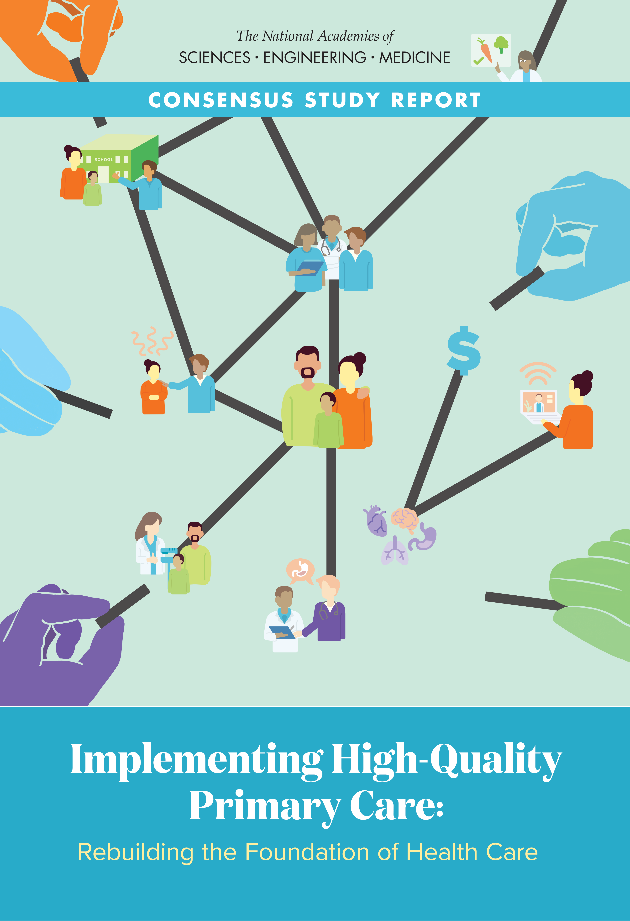 The National Academies of
SCIENCES · ENGINEERING · MEDICINE
CONSENSUS STUDY REPORT
SCHOOL
$
Implementing High-Quality
Primary Care:
Rebuilding the Foundation of Health Care